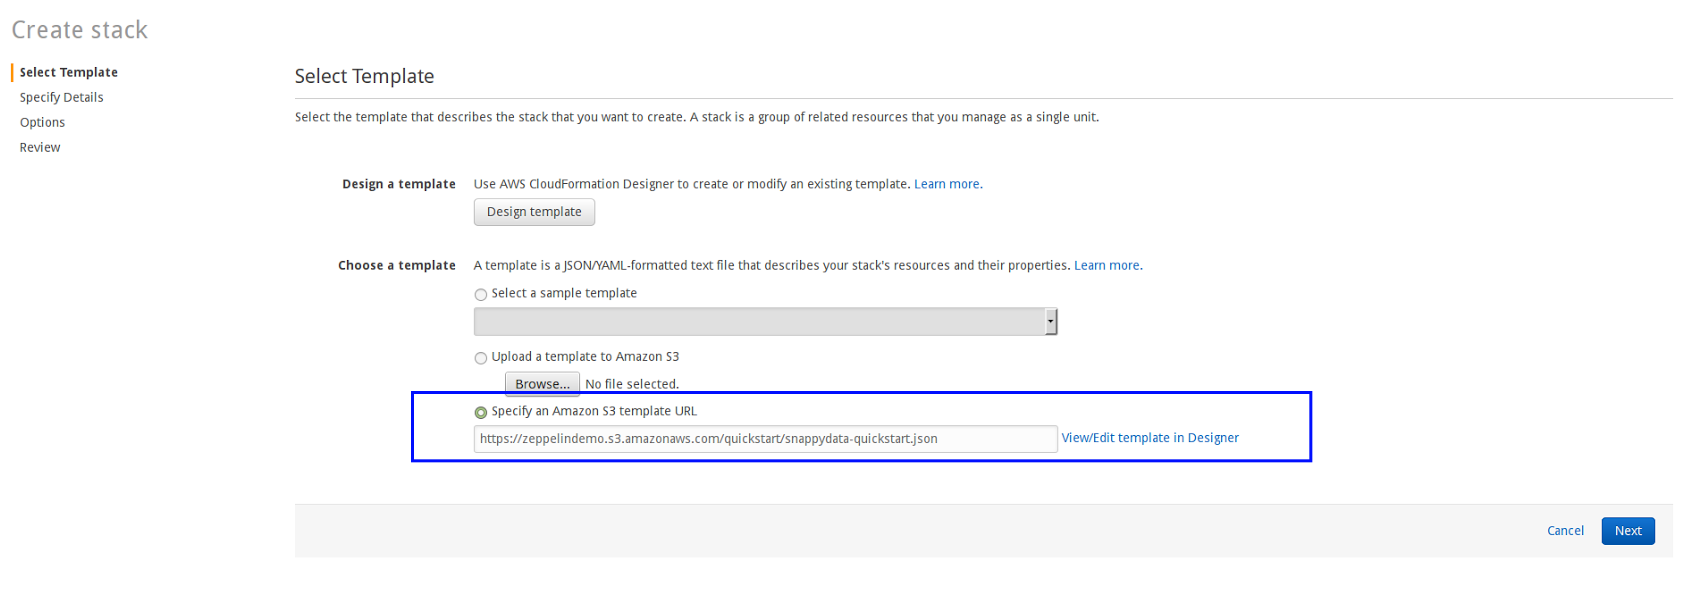 Create stack
Select Template
Specify Details
Options
Review
Select Template
Select the template that describes the stack that you want to create. A stack is a group of related resources that you manage as a single unit.
Design a template Use AWS CloudFormation Designer to create or modify an existing template. Learn more.
Design template
Choose a template A template is a JSON/YAML-formatted text file that describes your stack's resources and their properties. Learn more.
Select a sample template
Upload a template to Amazon S3
Browse... No file selected.
Specify an Amazon S3 template URL
https://zeppelindemo.s3.amazonaws.com/quickstart/snappydata-quickstart.json View/Edit template in Designer
Cancel Next